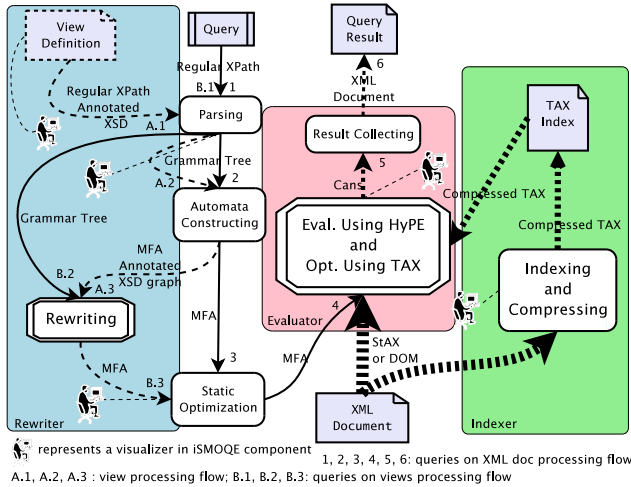 View
Definition
Query
Query
Result
6
Regular XPath
B.1
1
XML
Document
Regular XPath
Annotated
XSD
A.1
Parsing
Result Collecting
TAX
Index
Grammar Tree
A.2
2
5
Cans
Compressed TAX
Grammar Tree
Automata
Constructing
Eval. Using HyPE
and
Opt. Using TAX
Compressed TAX
MFA
Annotated
XSD graph
B.2
A.3
Indexing
and
Compressing
Rewriting
MFA
4
Evaluator
StAX
or DOM
MFA
3
MFA
B.3
Static
Optimization
XML
Document
Rewriter
Indexer
represents a visualizer in iSMOQE component
1, 2, 3, 4, 5, 6: queries on XML doc processing flow
A.1, A.2, A.3 : view processing flow; B.1, B.2, B.3: queries on views processing flow